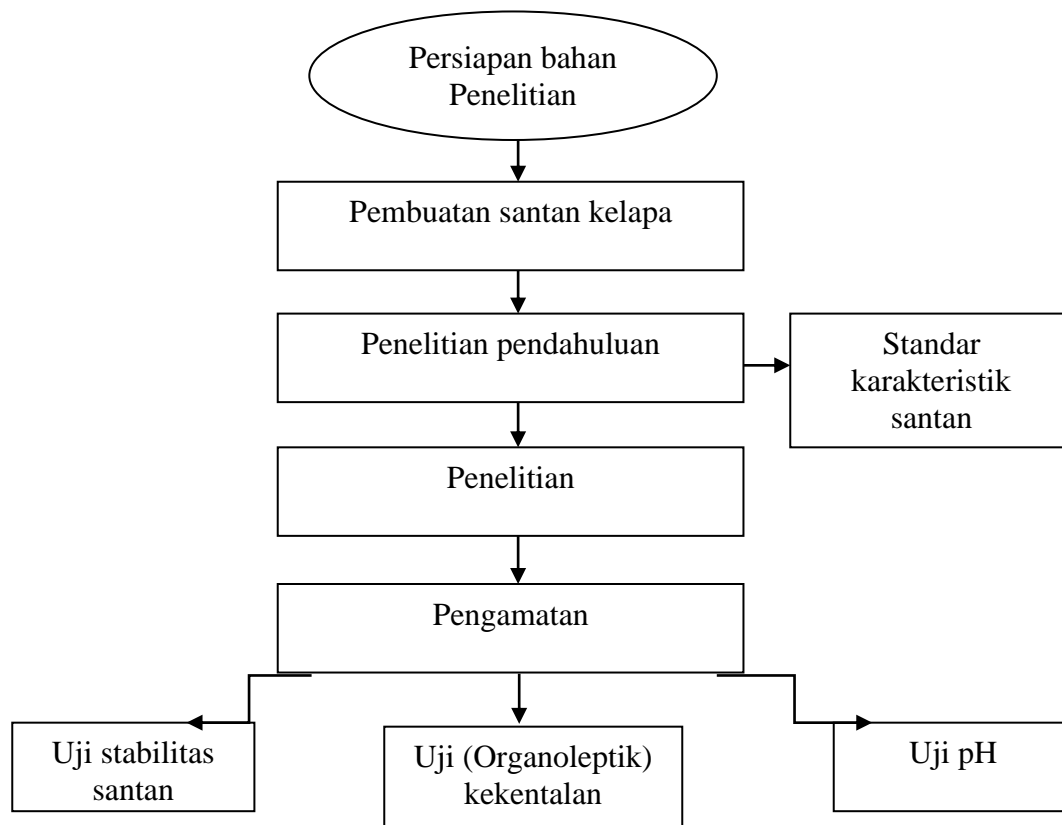 Persiapan bahan
Penelitian
Pembuatan santan kelapa
Penelitian pendahuluan
Standar
karakteristik
santan
Penelitian
Pengamatan
Uji stabilitas
santan
Uji (Organoleptik)
kekentalan
Uji pH